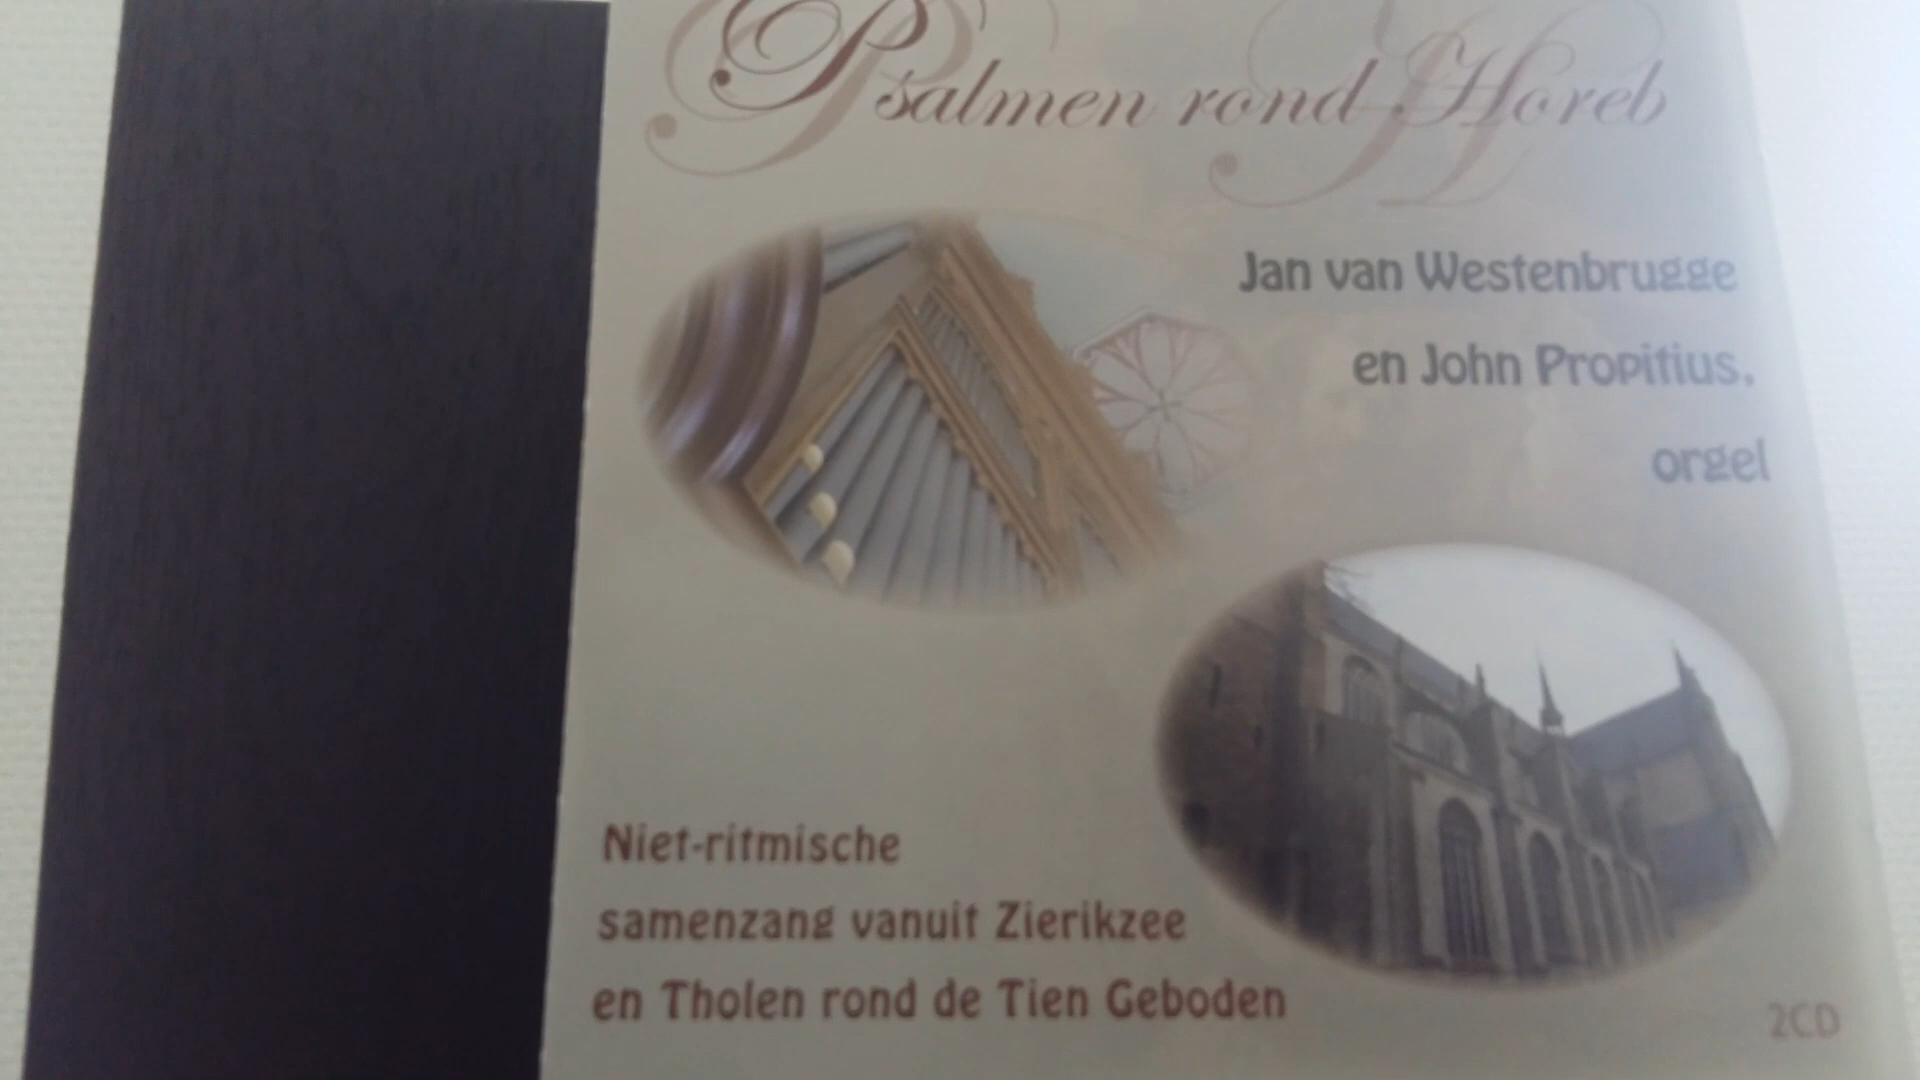 Psalmen rond Horeb
Jan van Westenbrugge
en John Propitius,
orgel
Niet-ritmische
samenzang vanuit Zierikzee
en Tholen rond de Tien Geboden
2CD